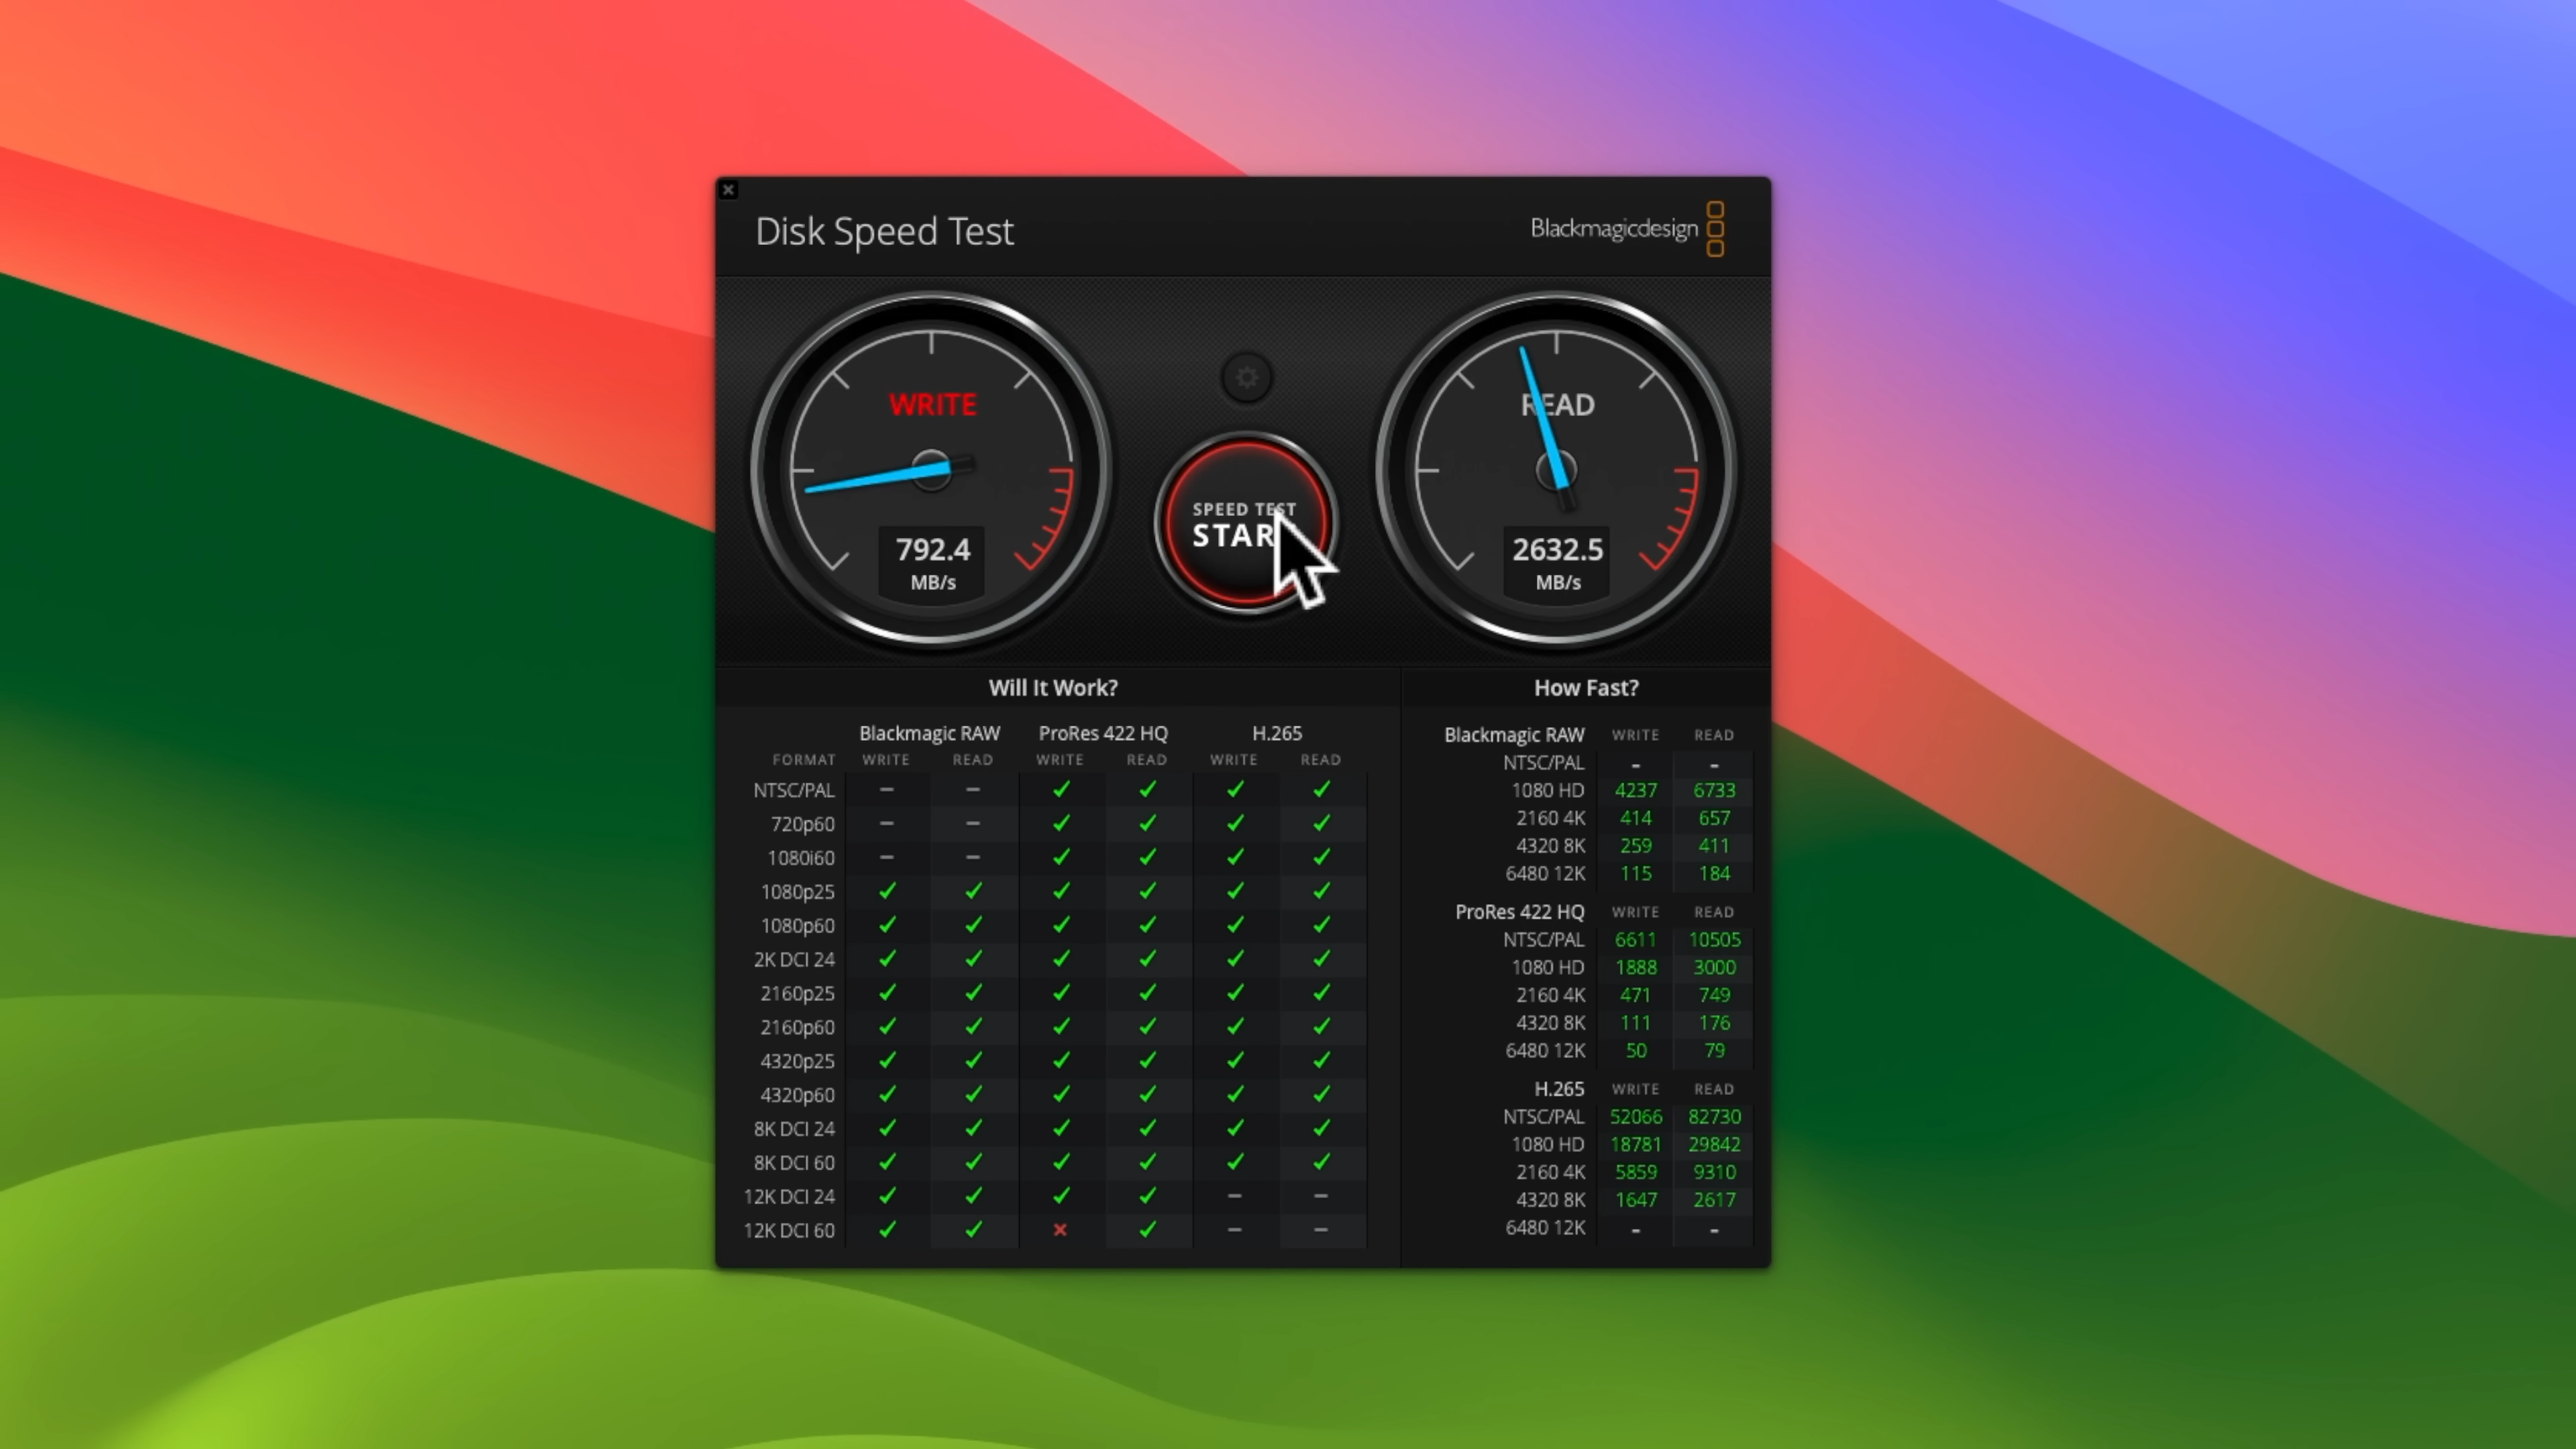 Disk Speed Test
Blackmagicdesign
WRITE
792.4
MB/s
SPEED TEST
STAR
READ
2632.5
MB/s
Will It Work?
Blackmagic RAW ProRes 422 HQ H.265
FORMAT WRITE READ WRITE READ WRITE READ
NTSC/PAL – – ✓ ✓ ✓ ✓
720p60 – – ✓ ✓ ✓ ✓
1080i60 – – ✓ ✓ ✓ ✓
1080p25 ✓ ✓ ✓ ✓ ✓ ✓
1080p60 ✓ ✓ ✓ ✓ ✓ ✓
2K DCI 24 ✓ ✓ ✓ ✓ ✓ ✓
2160p25 ✓ ✓ ✓ ✓ ✓ ✓
2160p60 ✓ ✓ ✓ ✓ ✓ ✓
4320p25 ✓ ✓ ✓ ✓ ✓ ✓
4320p60 ✓ ✓ ✓ ✓ ✓ ✓
8K DCI 24 ✓ ✓ ✓ ✓ ✓ ✓
8K DCI 60 ✓ ✓ ✓ ✓ ✓ ✓
12K DCI 24 ✓ ✓ ✓ ✓ – –
12K DCI 60 ✓ ✓ ✗ ✓ – –
How Fast?
Blackmagic RAW WRITE READ
NTSC/PAL - -
1080 HD 4237 6733
2160 4K 414 657
4320 8K 259 411
6480 12K 115 184
ProRes 422 HQ WRITE READ
NTSC/PAL 6611 10505
1080 HD 1888 3000
2160 4K 471 749
4320 8K 111 176
6480 12K 50 79
H.265 WRITE READ
NTSC/PAL 52066 82730
1080 HD 18781 29842
2160 4K 5859 9310
4320 8K 1647 2617
6480 12K - -